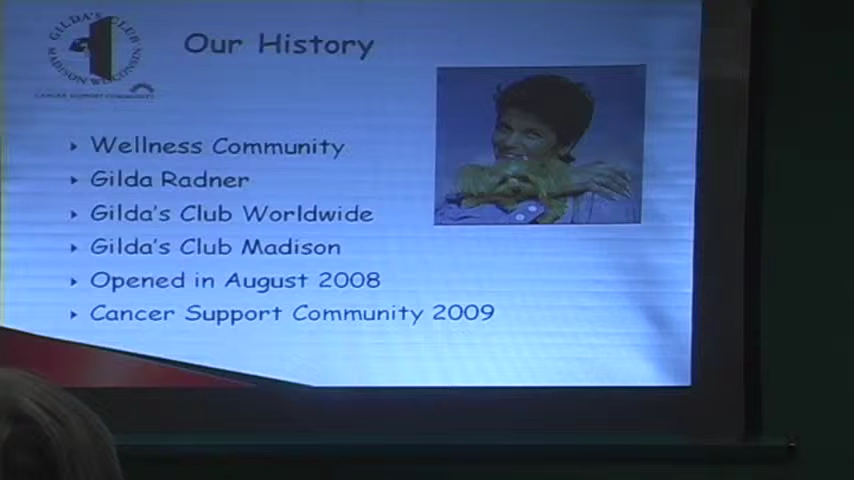 GILDA'S CLUB
MADISON WISCONSIN
CANCER SUPPORT COMMUNITY
Our History
Wellness Community
Gilda Radner
Gilda's Club Worldwide
Gilda's Club Madison
Opened in August 2008
Cancer Support Community 2009